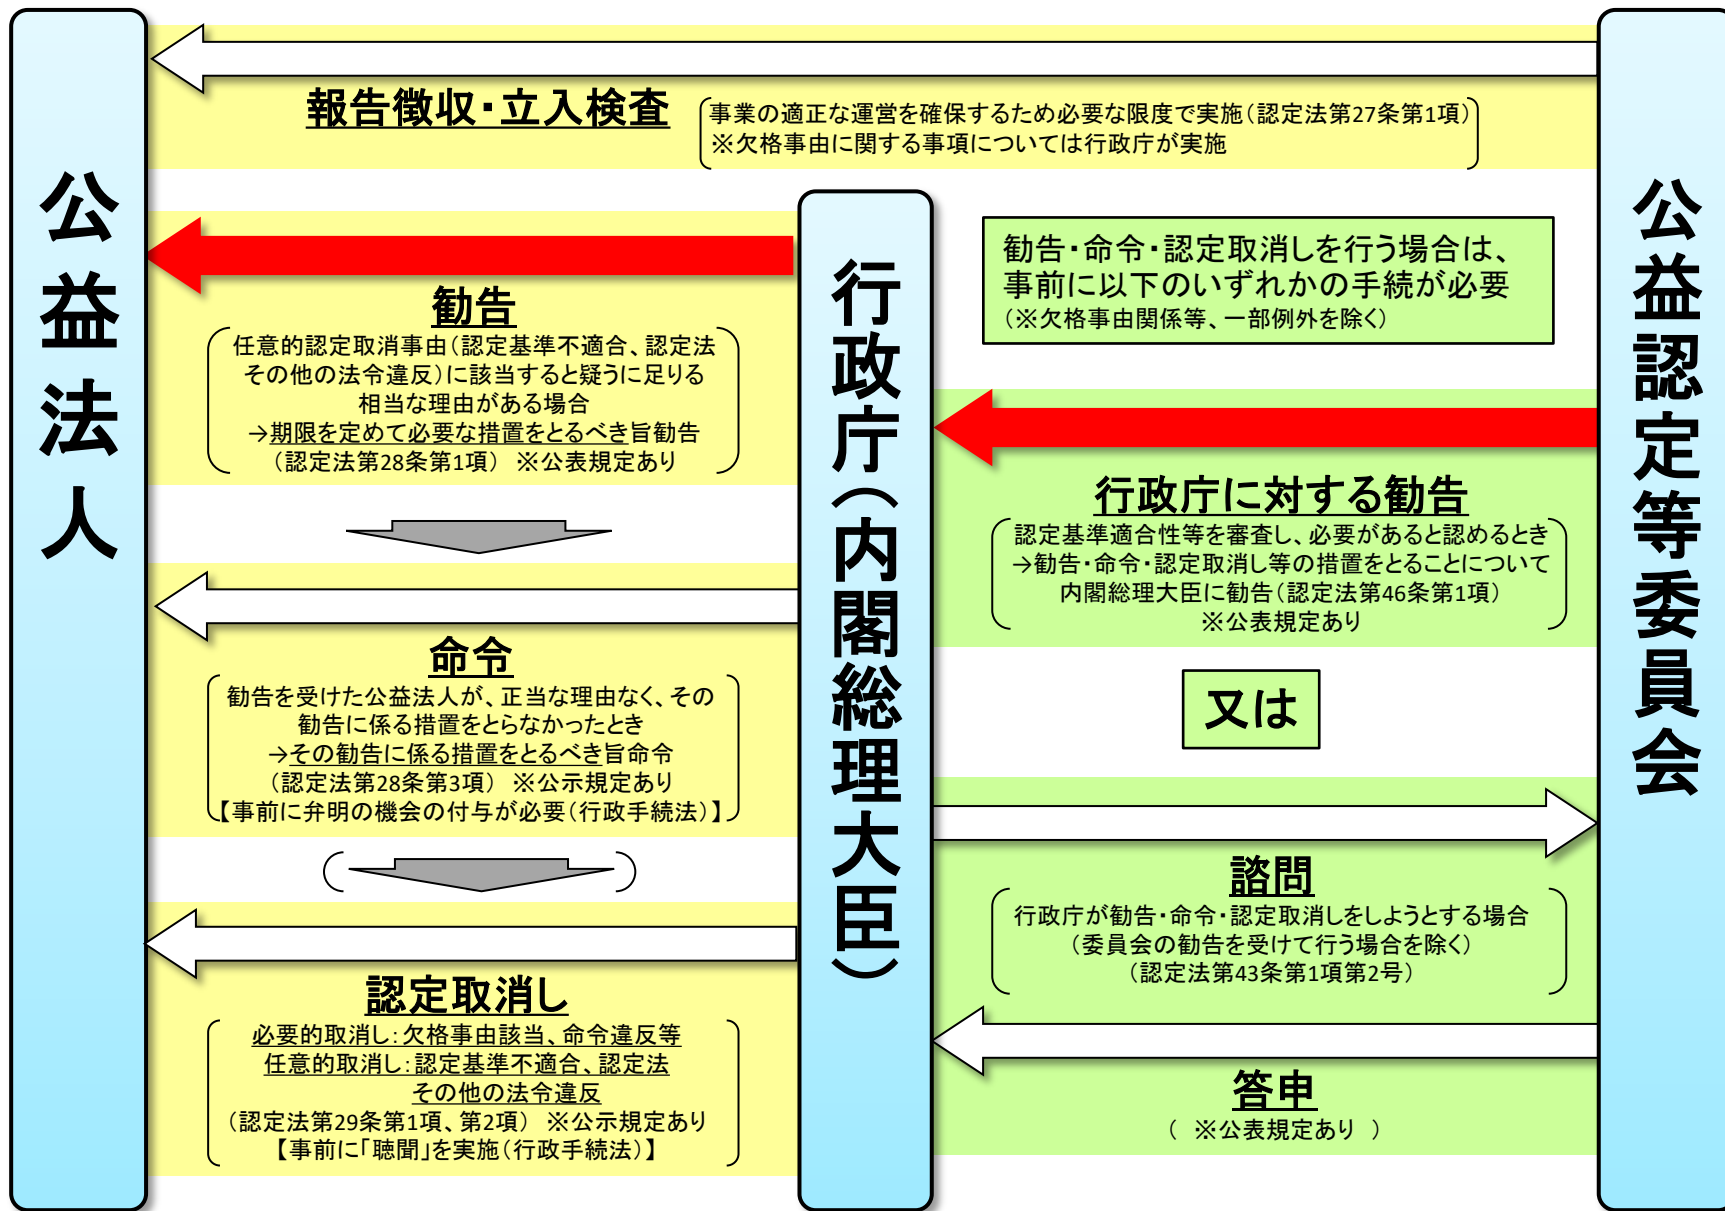 公益法人
報告徴収・立入検査
事業の適正な運営を確保するため必要な限度で実施（認定法第27条第1項）
※欠格事由に関する事項については行政庁が実施
勧告
任意的認定取消事由（認定基準不適合、認定法
その他の法令違反）に該当すると疑うに足りる
相当な理由がある場合
→期限を定めて必要な措置をとるべき旨勧告
（認定法第28条第1項）　※公表規定あり
命令
勧告を受けた公益法人が、正当な理由なく、その
勧告に係る措置をとらなかったとき
→その勧告に係る措置をとるべき旨命令
（認定法第28条第3項）　※公示規定あり
【事前に弁明の機会の付与が必要（行政手続法）】
認定取消し
必要的取消し：欠格事由該当、命令違反等
任意的取消し：認定基準不適合、認定法
その他の法令違反
（認定法第29条第1項、第2項）　※公示規定あり
【事前に「聴聞」を実施（行政手続法）】
行政庁（内閣総理大臣）
勧告・命令・認定取消しを行う場合は、
事前に以下のいずれかの手続が必要
（※欠格事由関係等、一部例外を除く）
行政庁に対する勧告
認定基準適合性等を審査し、必要があると認めるとき
→勧告・命令・認定取消し等の措置をとることについて
内閣総理大臣に勧告（認定法第46条第1項）
※公表規定あり
又は
諮問
行政庁が勧告・命令・認定取消しをしようとする場合
（委員会の勧告を受けて行う場合を除く）
（認定法第43条第1項第2号）
答申
（　※公表規定あり　）
公益認定等委員会